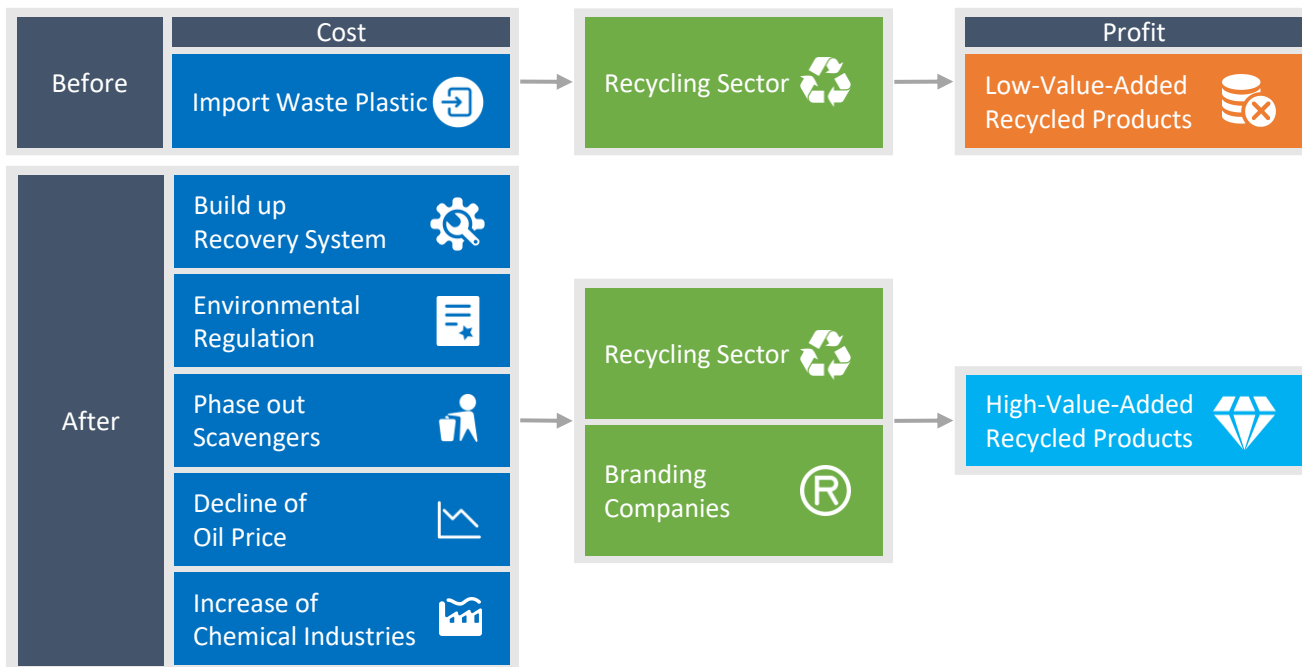 Cost
Profit
Before
Import Waste Plastic
Recycling Sector
Low-Value-Added
Recycled Products
After
Build up
Recovery System
Environmental
Regulation
Phase out
Scavengers
Decline of
Oil Price
Increase of
Chemical Industries
Recycling Sector
Branding
Companies
R
High-Value-Added
Recycled Products